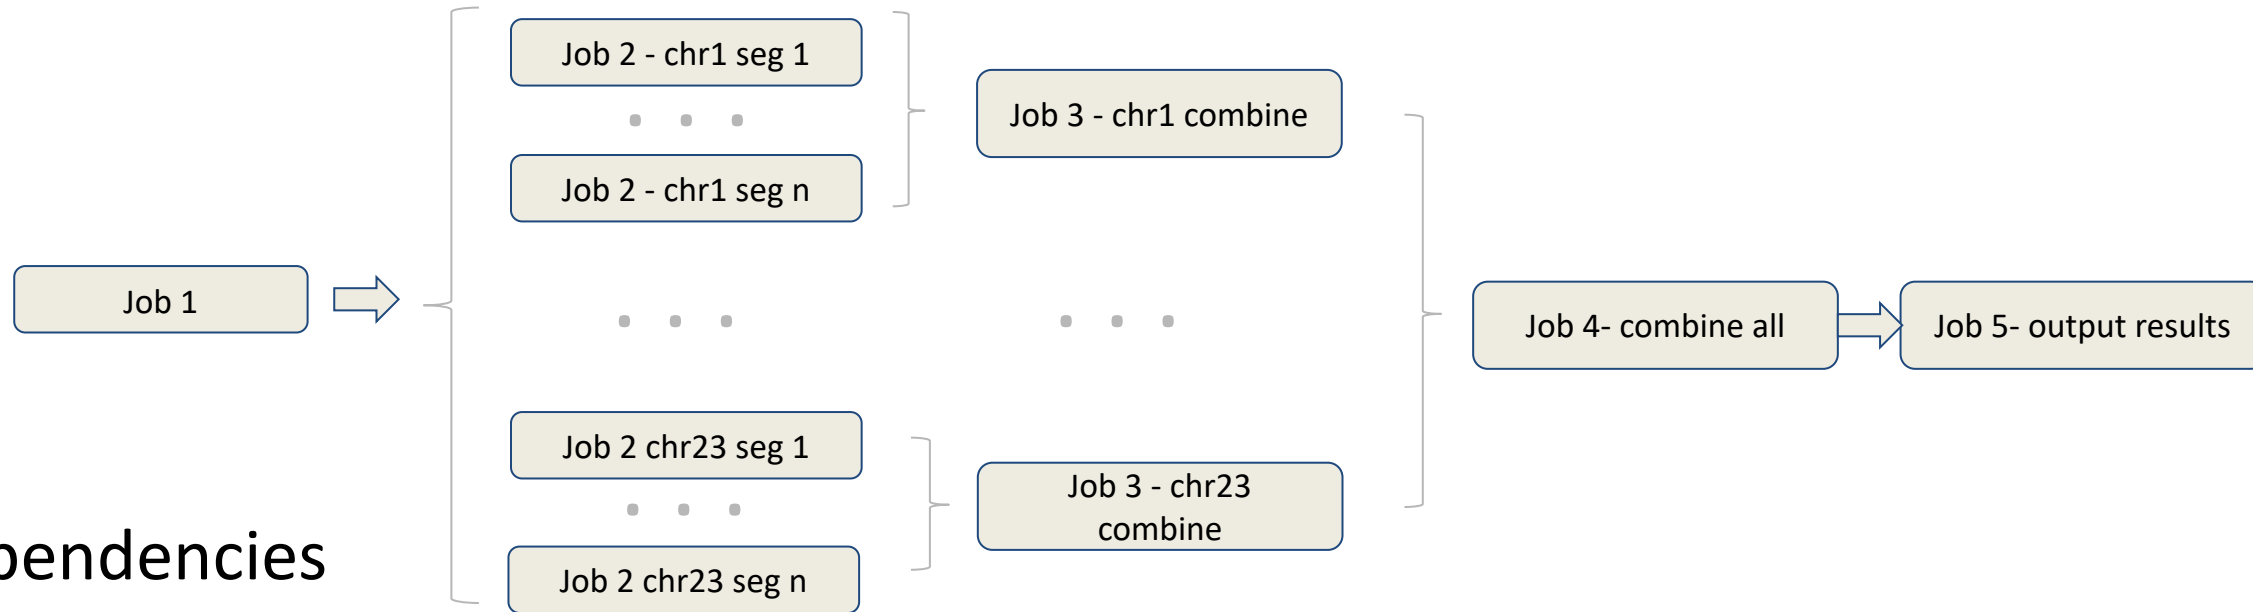 Job 1
Job 2 - chr1 seg 1
Job 2 - chr1 seg n
Job 2 chr23 seg 1
Job 2 chr23 seg n
Job 3 - chr1 combine
Job 3 - chr23
combine
Job 4- combine all
Job 5- output results
pendencies